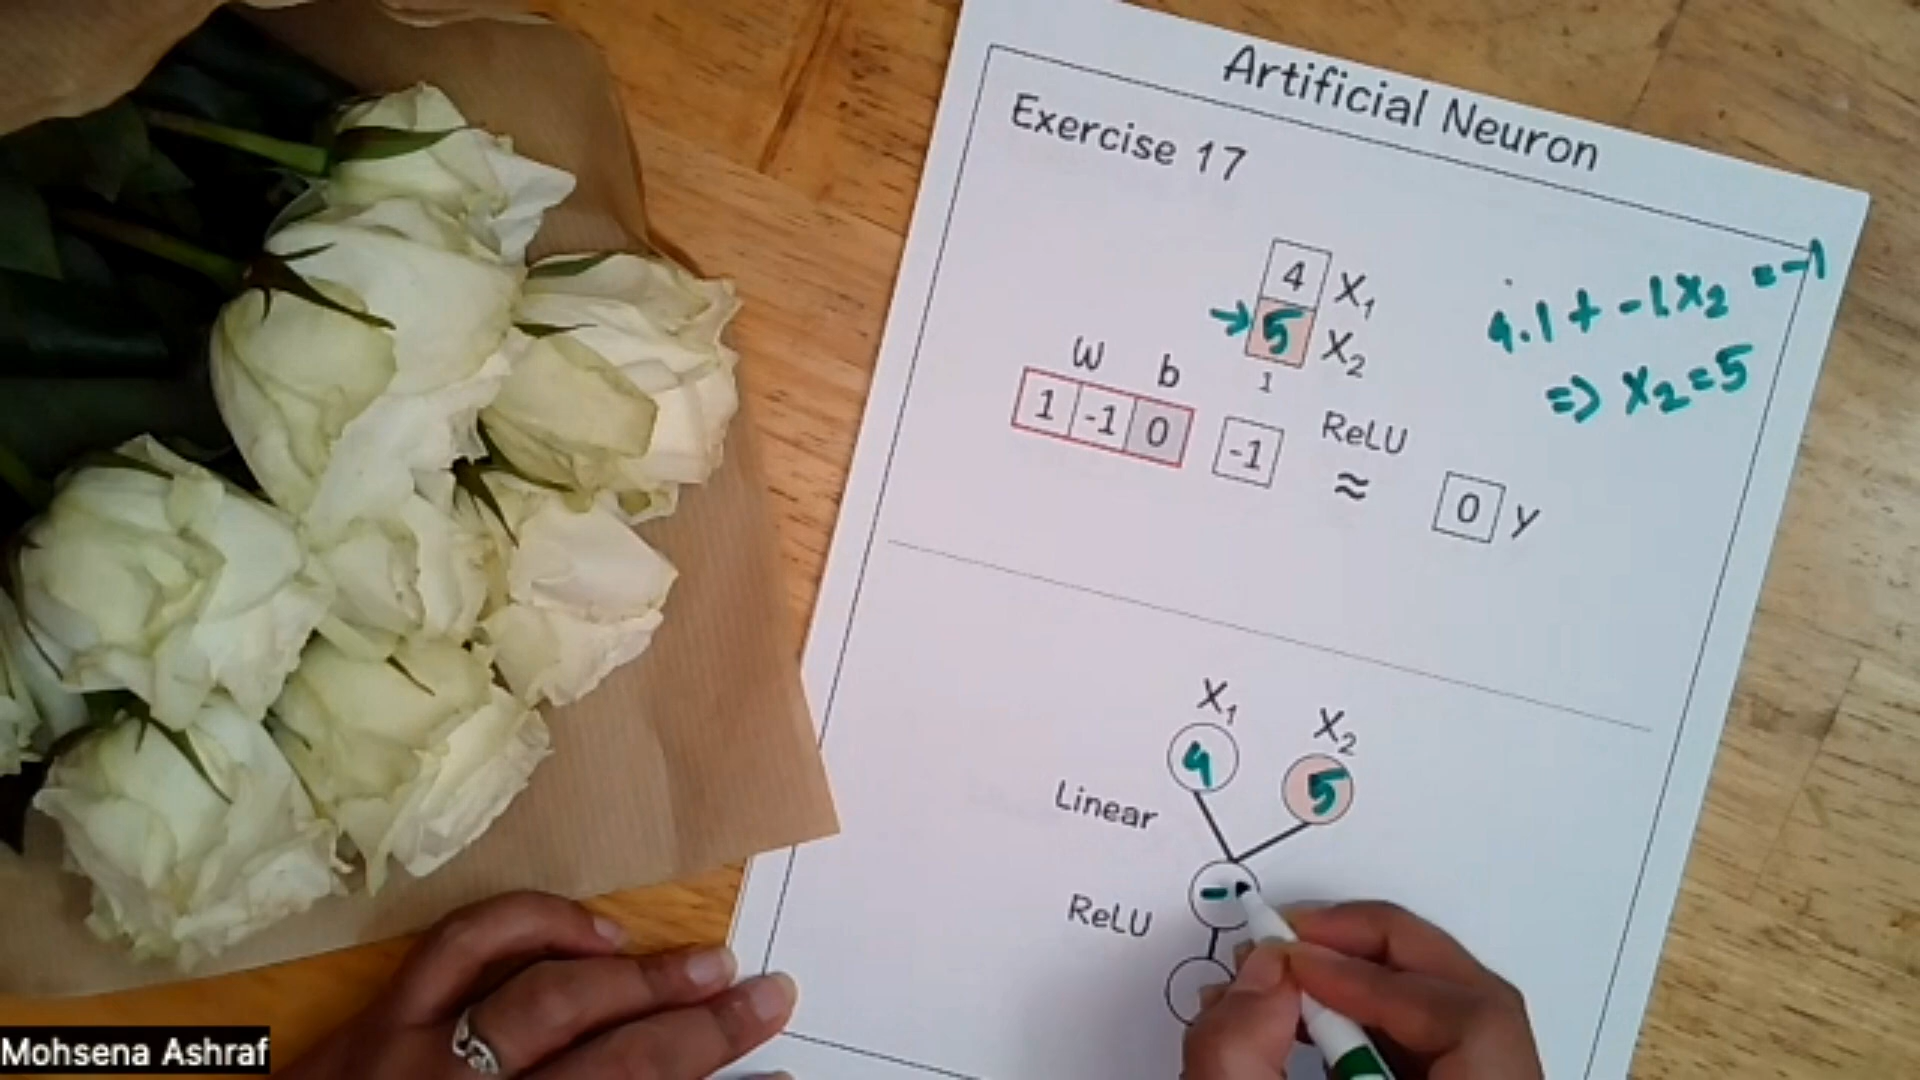 Artificial Neuron
Exercise 17
4 X₁
→ 5 X₂
1
4.1 + -1.X₂ = -1
=> X₂ = 5
W b
1 -1 0 -1 ReLU ≈ 0 y
X₁ X₂
4 5
Linear
-
ReLU
Mohsena Ashraf